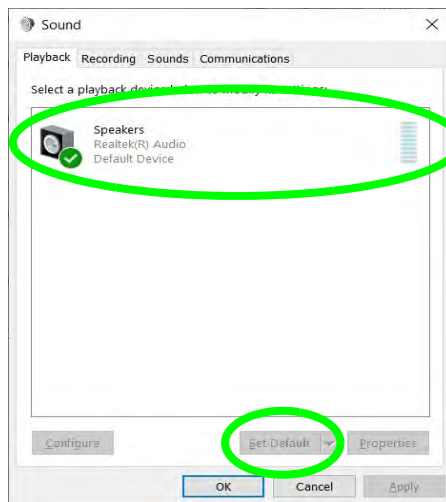 Sound
Playback Recording Sounds Communications
Select a playback device below to modify its settings:
Speakers
Realtek(R) Audio
Default Device
Configure Set Default Properties
OK Cancel Apply